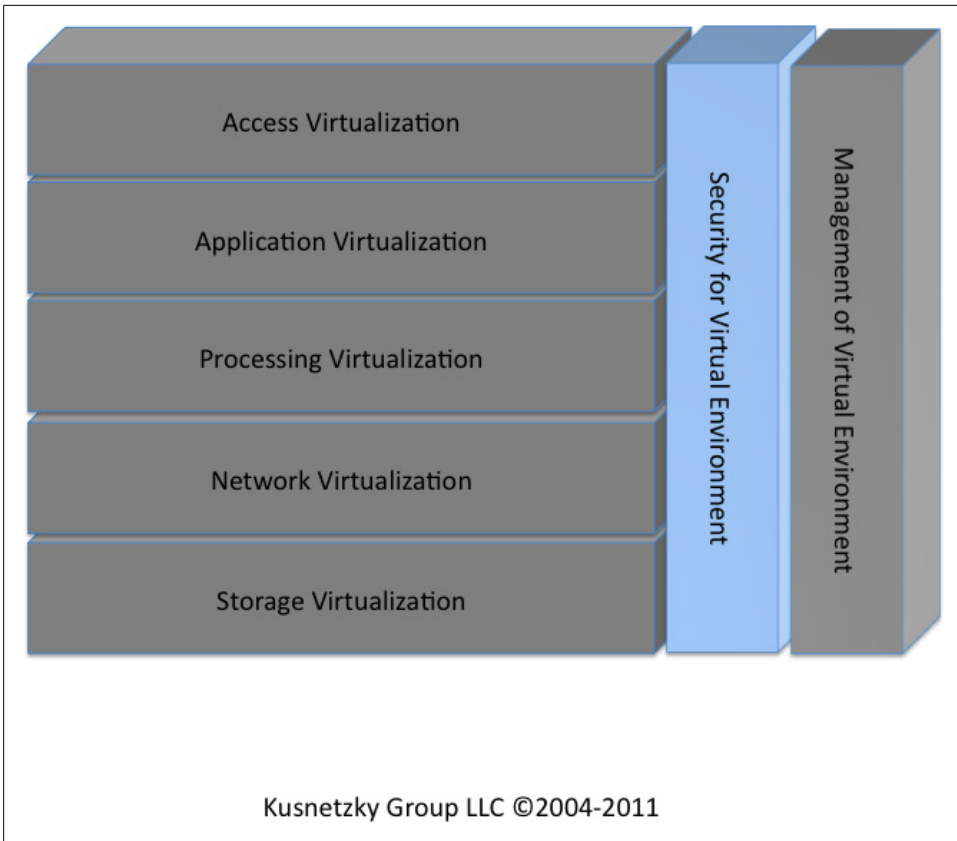 Access Virtualization
Application Virtualization
Processing Virtualization
Network Virtualization
Storage Virtualization
Security for Virtual Environment
Management of Virtual Environment
Kusnetzky Group LLC ©2004-2011